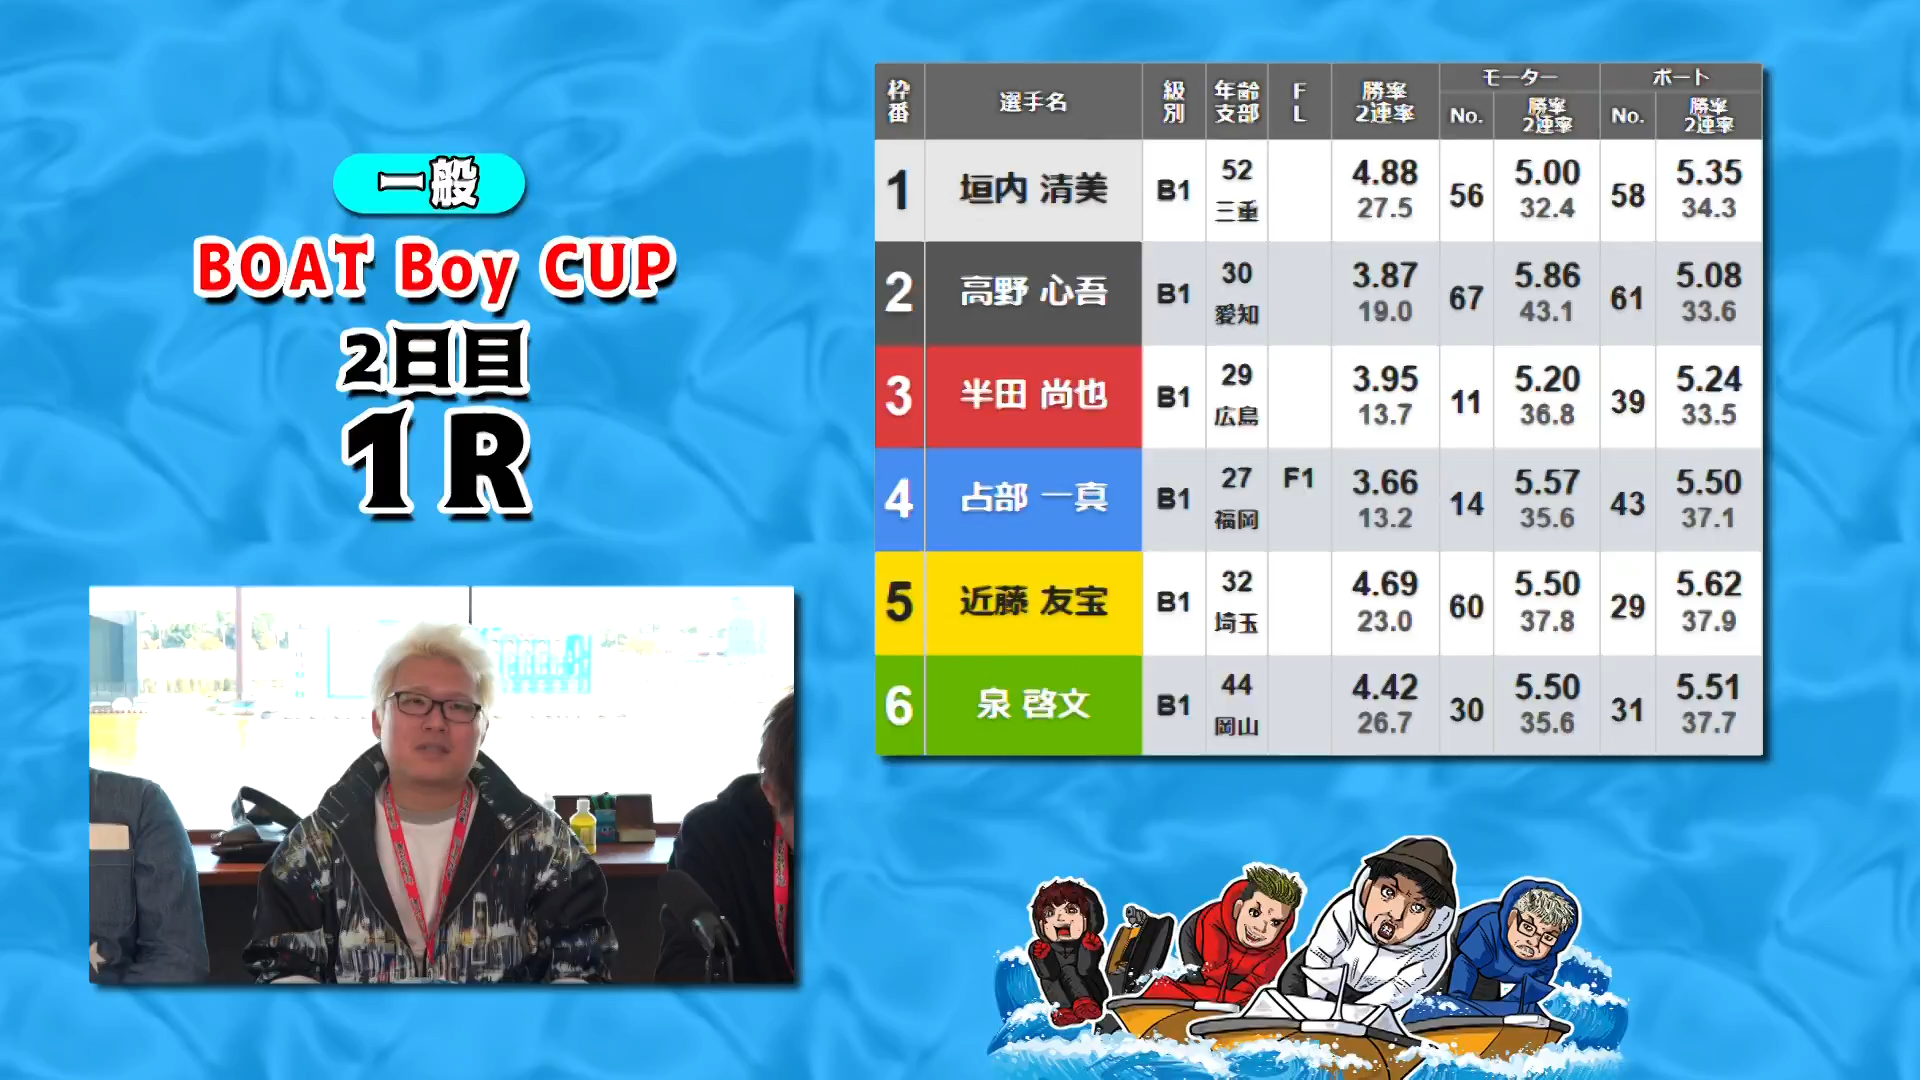 一般
BOAT Boy CUP
2日目
1R
枠番 選手名 級別 年齢支部 FL 勝率2連率 モーター ボート
No. 勝率2連率 No. 勝率2連率
1 垣内 清美 B1 52 三重 4.88 27.5 56 5.00 32.4 58 5.35 34.3
2 高野 心吾 B1 30 愛知 3.87 19.0 67 5.86 43.1 61 5.08 33.6
3 半田 尚也 B1 29 広島 3.95 13.7 11 5.20 36.8 39 5.24 33.5
4 占部 一真 B1 27 福岡 F1 3.66 13.2 14 5.57 35.6 43 5.50 37.1
5 近藤 友宝 B1 32 埼玉 4.69 23.0 60 5.50 37.8 29 5.62 37.9
6 泉 啓文 B1 44 岡山 4.42 26.7 30 5.50 35.6 31 5.51 37.7